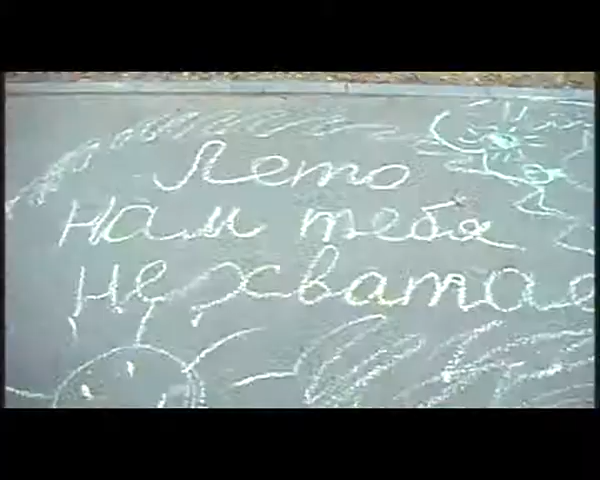 Лето
нам тебя
не хватае